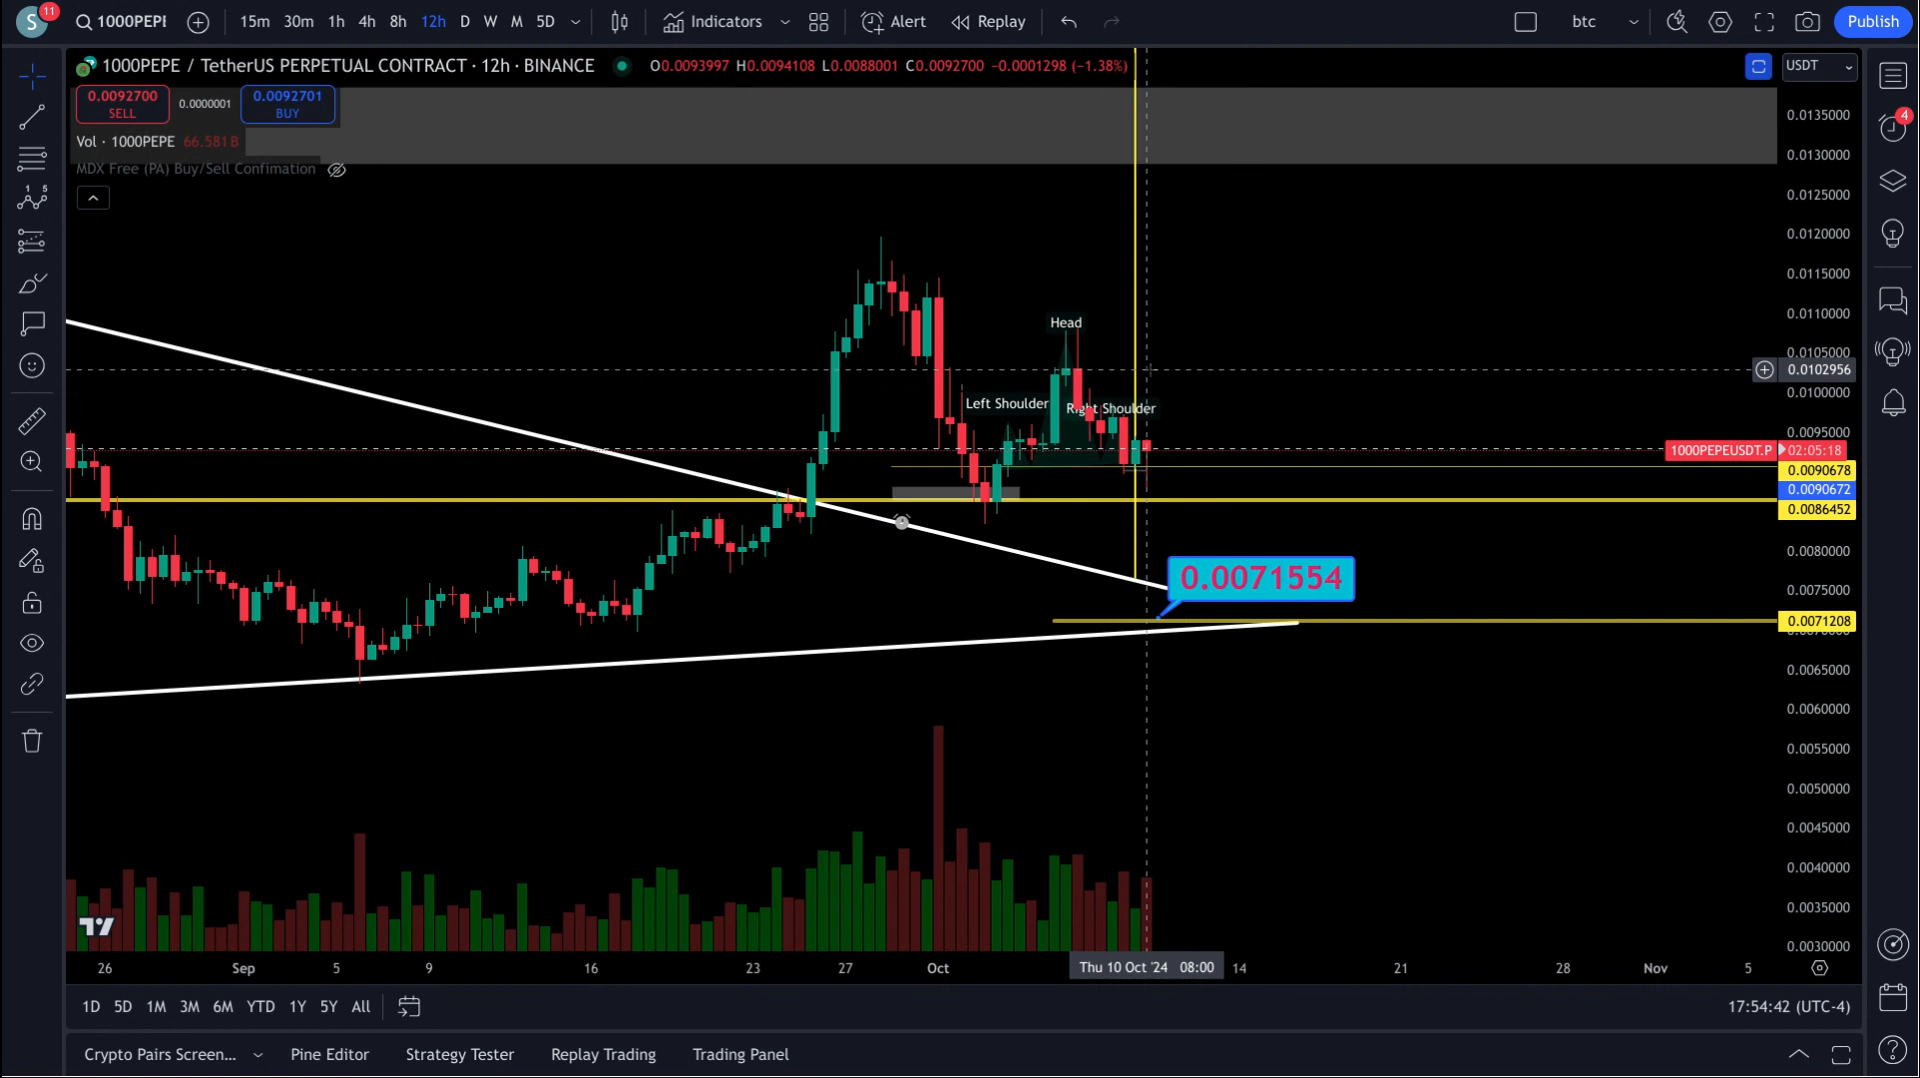 S 11 1000PEPE 15m 30m 1h 4h 8h 12h D W M 5D Indicators Alert Replay btc Publish
1000PEPE / TetherUS PERPETUAL CONTRACT · 12h · BINANCE O0.0093997 H0.0094108 L0.0088001 C0.0092700 −0.0001298 (−1.38%) USDT
0.0092700 SELL 0.0000001 0.0092701 BUY
Vol · 1000PEPE 66.581B
MDX Free (PA) Buy/Sell Confimation
4
0.0135000
0.0130000
0.0125000
0.0120000
0.0115000
0.0110000
0.0105000
0.0102956
0.0100000
0.0095000
1000PEPEUSDT.P 02:05:18
0.0090678
0.0090672
0.0086452
0.0080000
0.0075000
0.0071208
0.0065000
0.0060000
0.0055000
0.0050000
0.0045000
0.0040000
0.0035000
0.0030000
Head
Left Shoulder
Right Shoulder
0.0071554
26 Sep 5 9 16 23 27 Oct Thu 10 Oct '24 08:00 14 21 28 Nov 5
1D 5D 1M 3M 6M YTD 1Y 5Y All 17:54:42 (UTC-4)
Crypto Pairs Screen... Pine Editor Strategy Tester Replay Trading Trading Panel